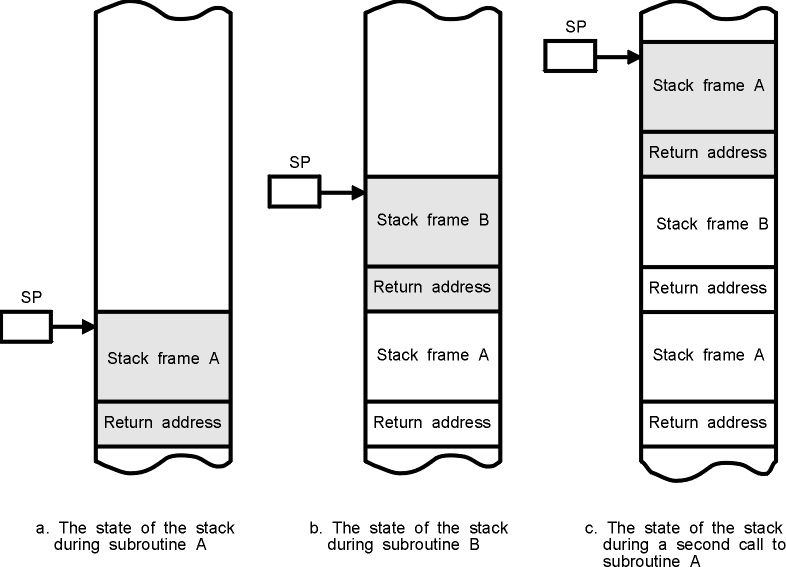 SP
Stack frame A
Return address
a. The state of the stack
during subroutine A
SP
Stack frame B
Return address
Stack frame A
Return address
b. The state of the stack
during subroutine B
SP
Stack frame A
Return address
Stack frame B
Return address
Stack frame A
Return address
c. The state of the stack
during a second call to
subroutine A